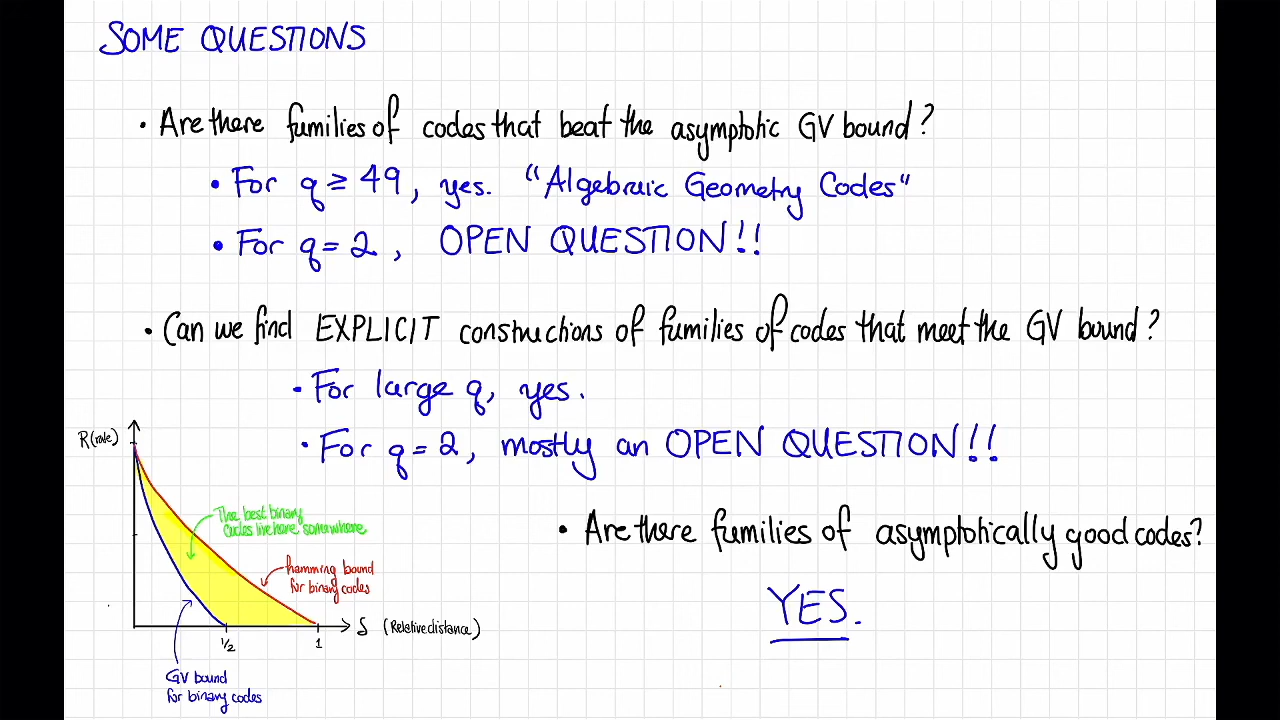 SOME QUESTIONS
• Are there families of codes that beat the asymptotic GV bound?
• For q ≥ 49, yes. "Algebraic Geometry Codes"
• For q = 2, OPEN QUESTION!!
• Can we find EXPLICIT constructions of families of codes that meet the GV bound?
• For large q, yes.
• For q = 2, mostly an OPEN QUESTION!!
• Are there families of asymptotically good codes?
YES.
R (rate)
The best binary
codes live here, somewhere
hamming bound
for binary codes
δ (Relative distance)
1/2
1
GV bound
for binary codes